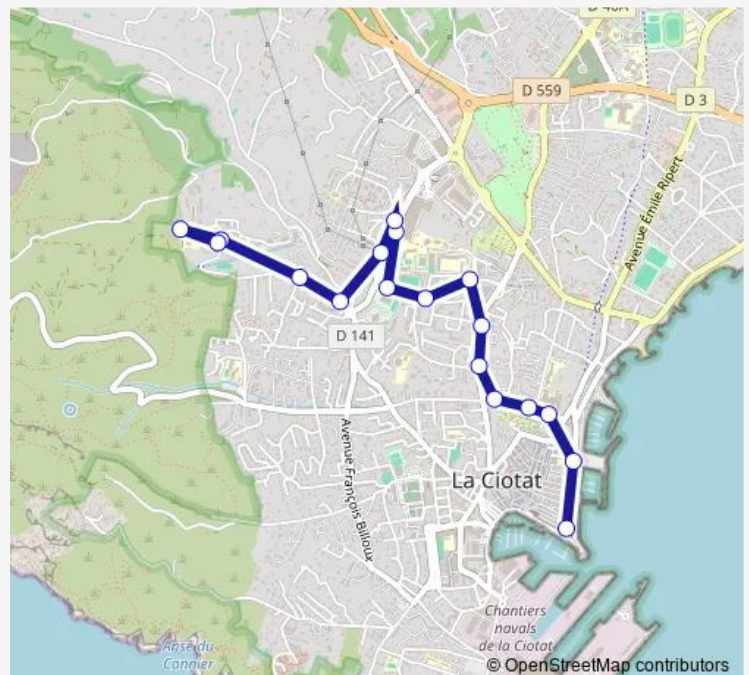 D 40A
D 559
D 3
Avenue Émile Ripert
D 141
Avenue François Billoux
La Ciotat
Chantiers
navals
de la Ciotat
Anse du
Cannier
© OpenStreetMap contributors